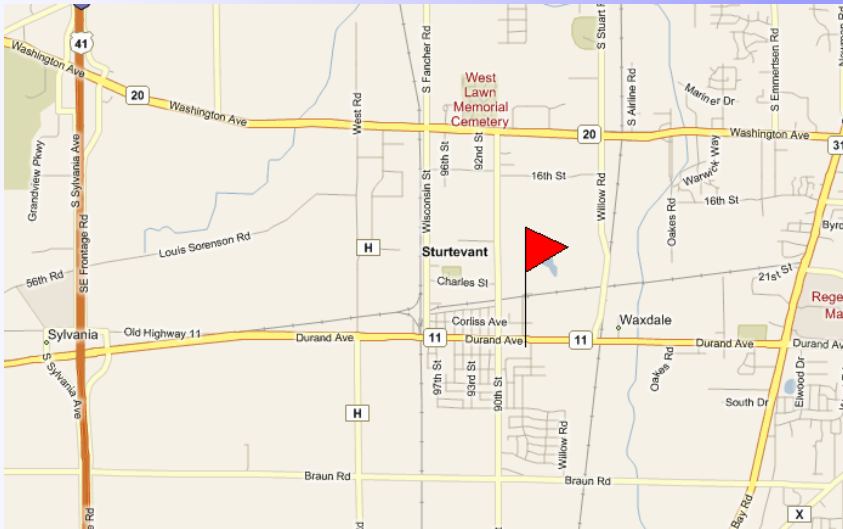 41
Washington Ave
20
Washington Ave
Grandview Pkwy
S Sylvania Ave
SE Frontage Rd
West Rd
S Fancher Rd
West
Lawn
Memorial
Cemetery
S Stuart R
S Airline Rd
Mariner Dr
S Emmertsen Rd
20
Washington Ave
31
96th St
92nd St
Wisconsin St
16th St
Willow Rd
Oakes Rd
Warwick Way
16th St
Byrd
Louis Sorenson Rd
H
Sturtevant
56th Rd
Charles St
21st St
Rege
Ma
Sylvania
Old Highway 11
Durand Ave
11
Corliss Ave
Durand Ave
11
Waxdale
Durand Ave
Durand Av
S Sylvania Ave
97th St
93rd St
90th St
Oakes Rd
Elwood Dr
South Dr
H
Willow Rd
Braun Rd
Braun Rd
e Rd
Bay Rd
X